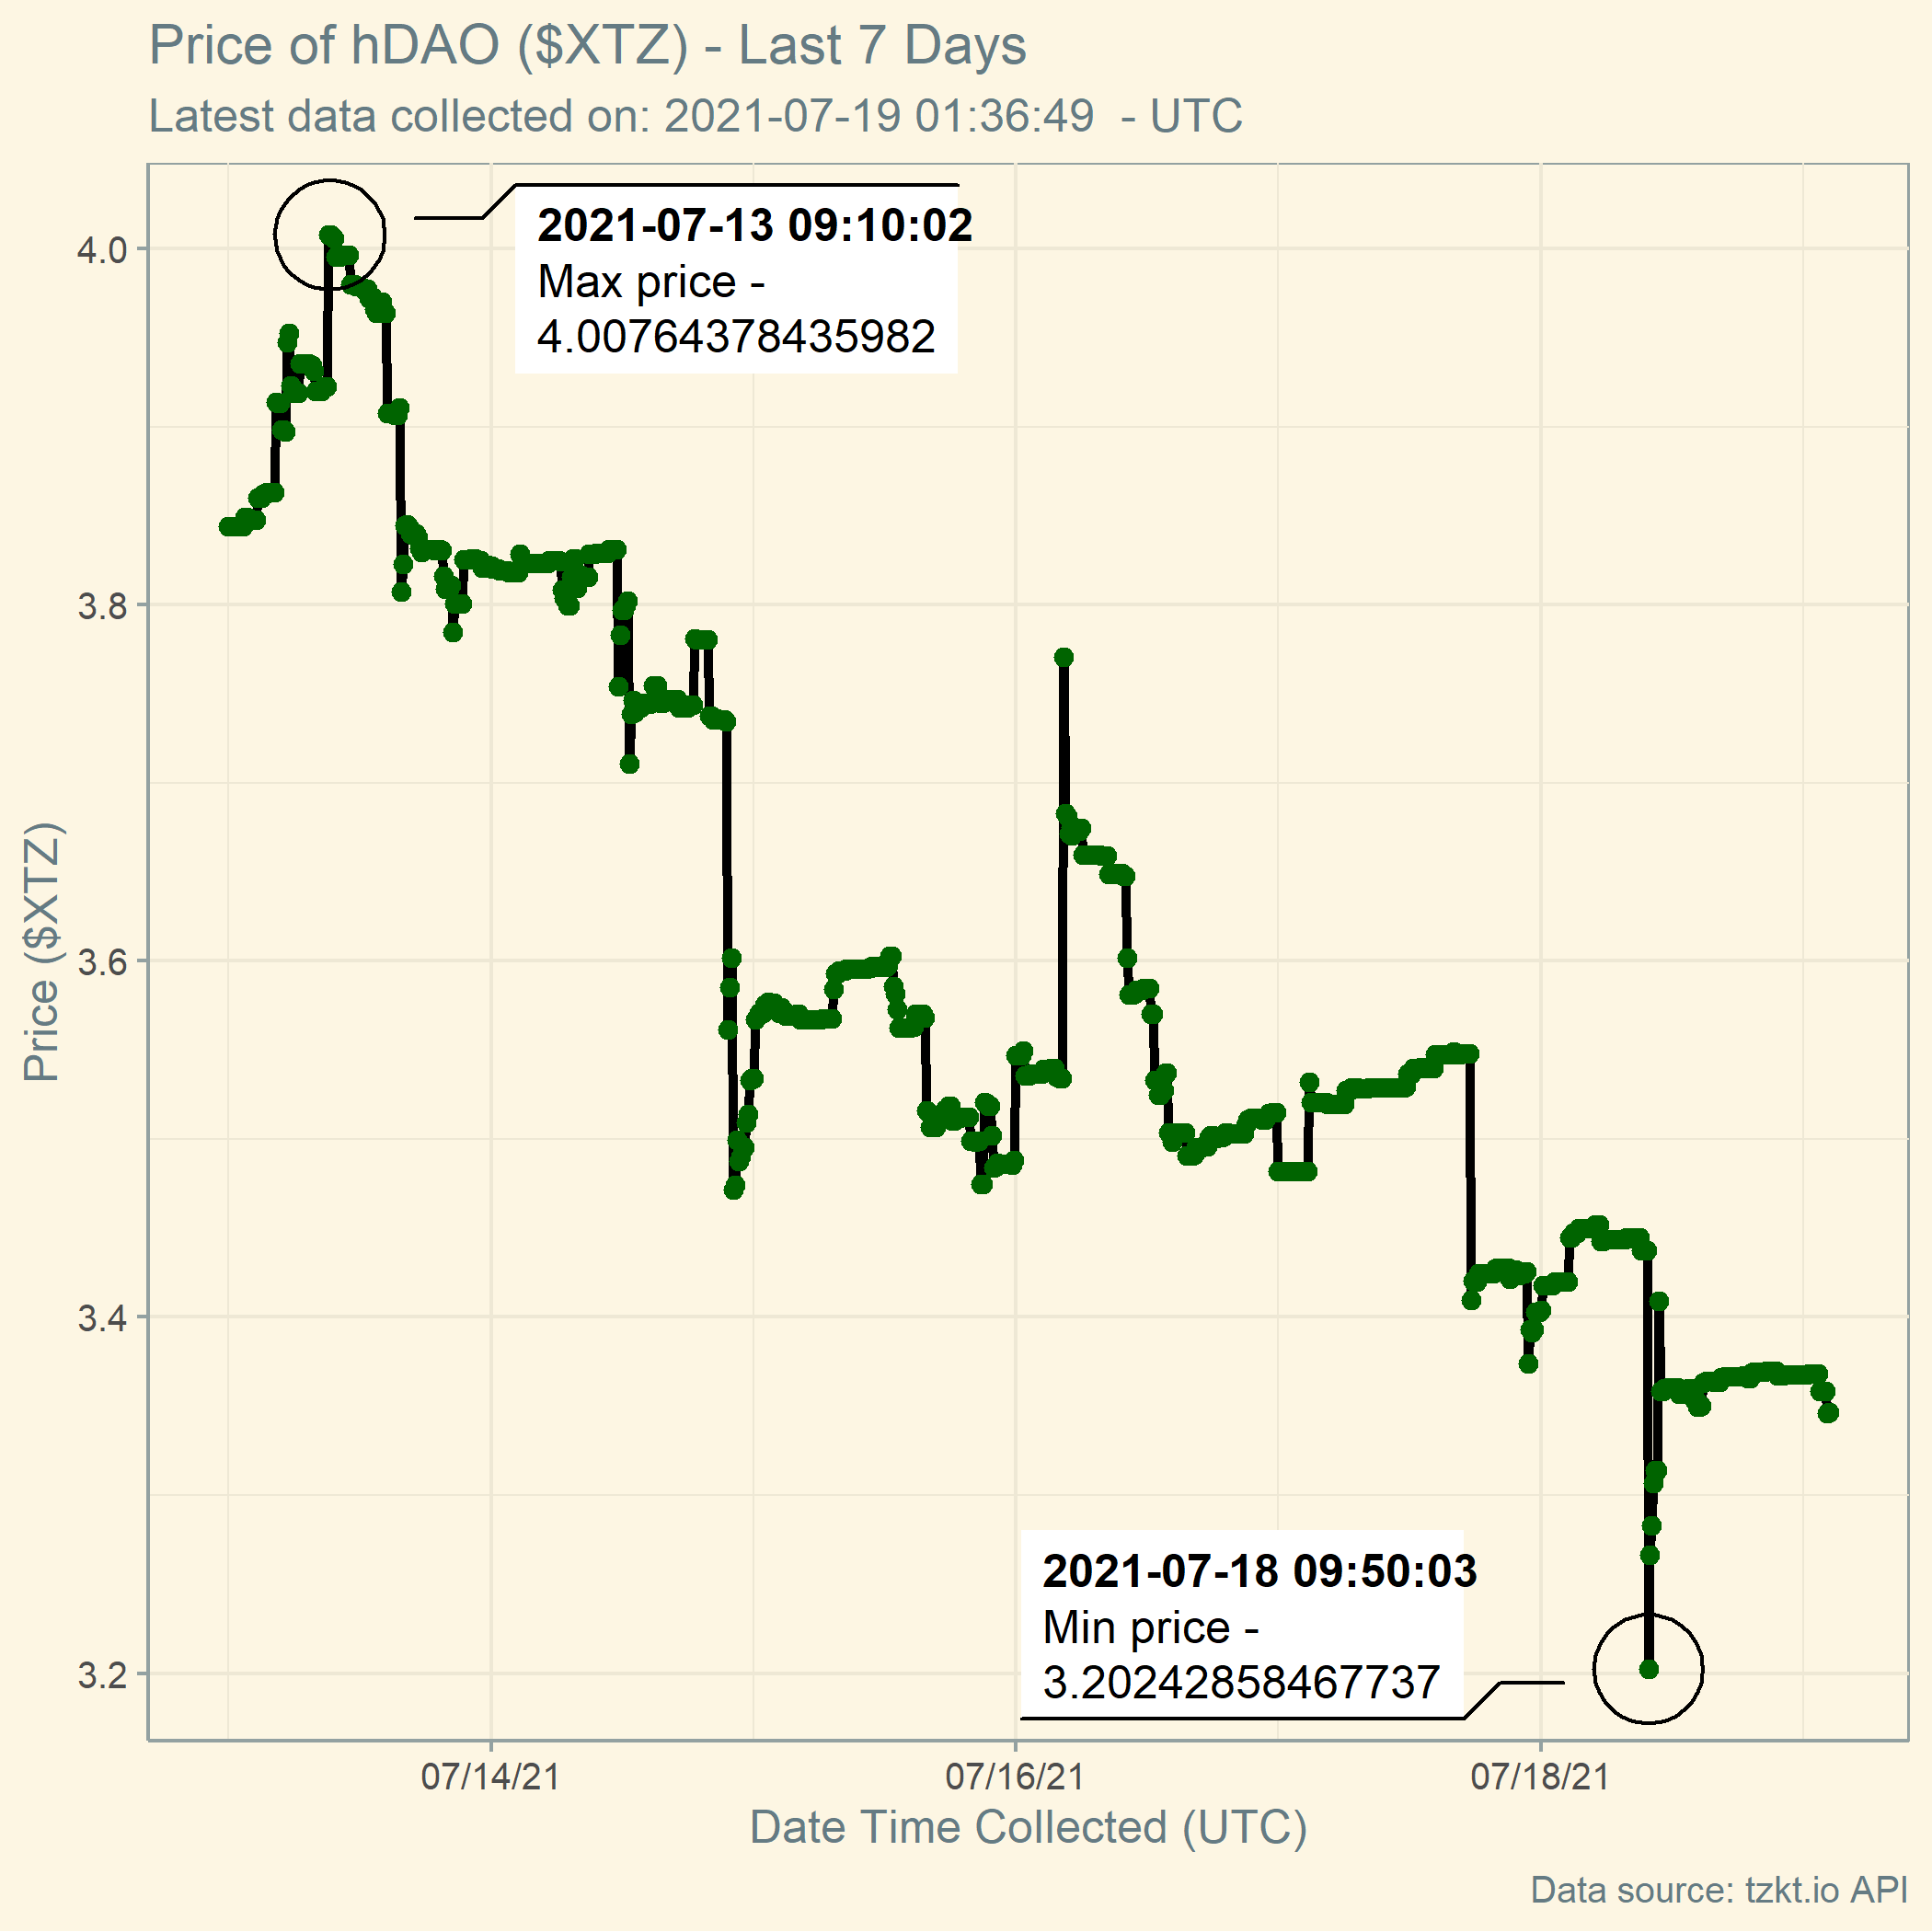 Price of hDAO ($XTZ) - Last 7 Days
Latest data collected on: 2021-07-19 01:36:49  - UTC
2021-07-13 09:10:02
Max price -
4.00764378435982
4.0
3.8
3.6
3.4
3.2
Price ($XTZ)
2021-07-18 09:50:03
Min price -
3.20242858467737
07/14/21
07/16/21
07/18/21
Date Time Collected (UTC)
Data source: tzkt.io API